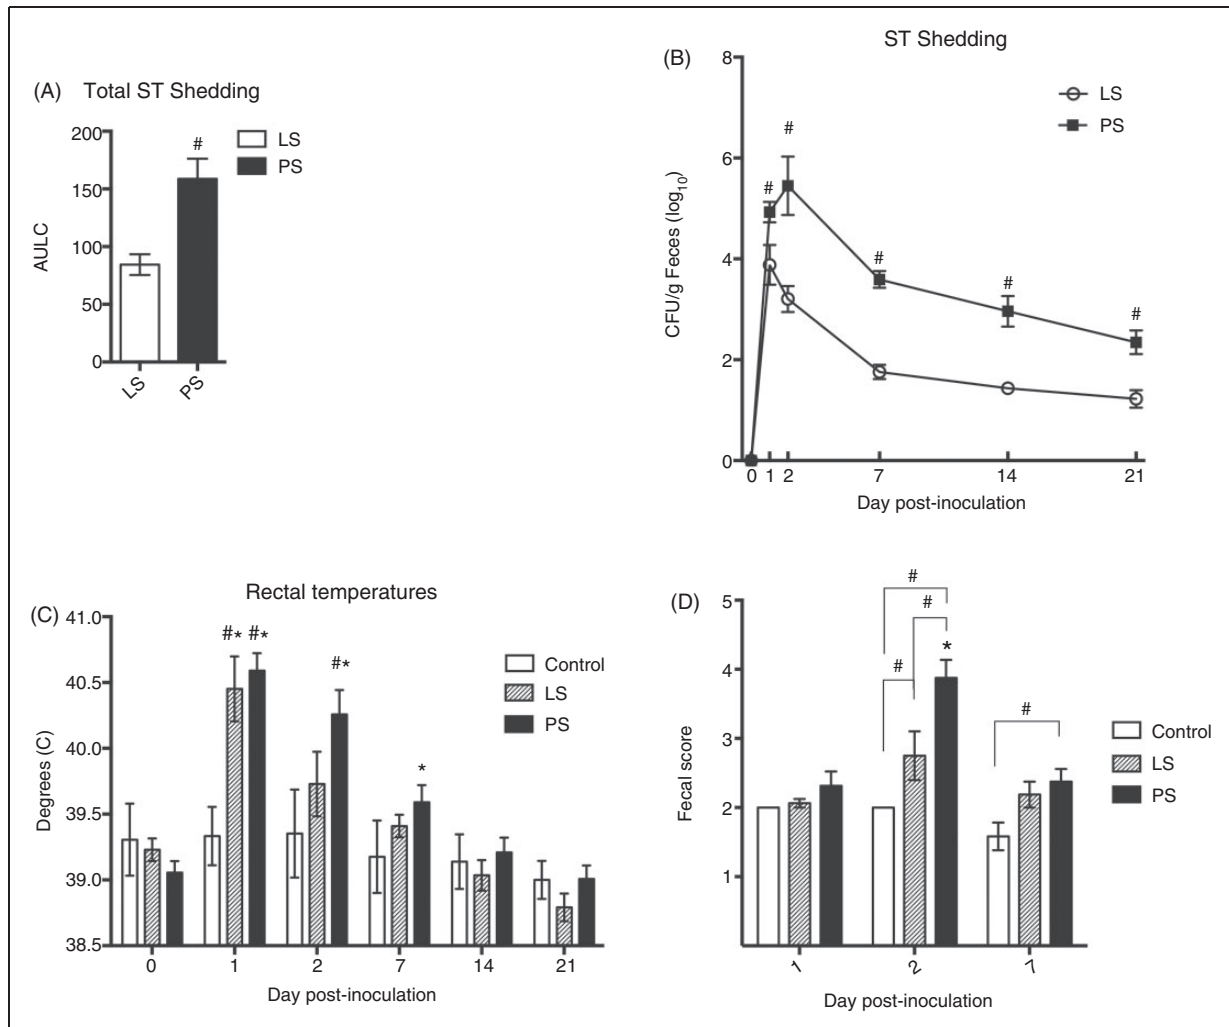 (A) Total ST Shedding
200
150
100
50
0
AULC
#
LS
PS
LS
PS
(B)
ST Shedding
8
6
4
2
0
CFU/g Feces (log10)
# # # # # #
LS
PS
0 1 2 7 14 21
Day post-inoculation
(C)
Rectal temperatures
41.0
40.5
40.0
39.5
39.0
38.5
Degrees (C)
#* #* #* *
Control
LS
PS
0 1 2 7 14 21
Day post-inoculation
(D)
5
4
3
2
1
Fecal score
#
#
*
#
#
Control
LS
PS
1 2 7
Day post-inoculation